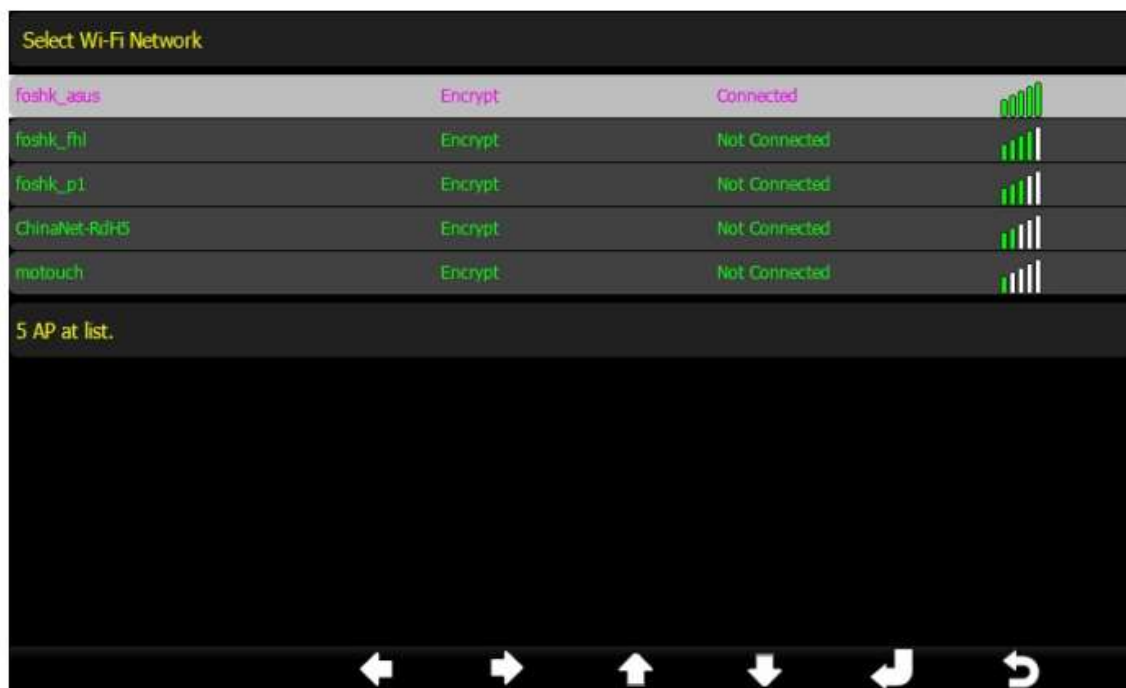 Select Wi-Fi Network
foshk_asus Encrypt Connected
foshk_fhl Encrypt Not Connected
foshk_p1 Encrypt Not Connected
ChinaNet-RdH5 Encrypt Not Connected
motouch Encrypt Not Connected
5 AP at list.